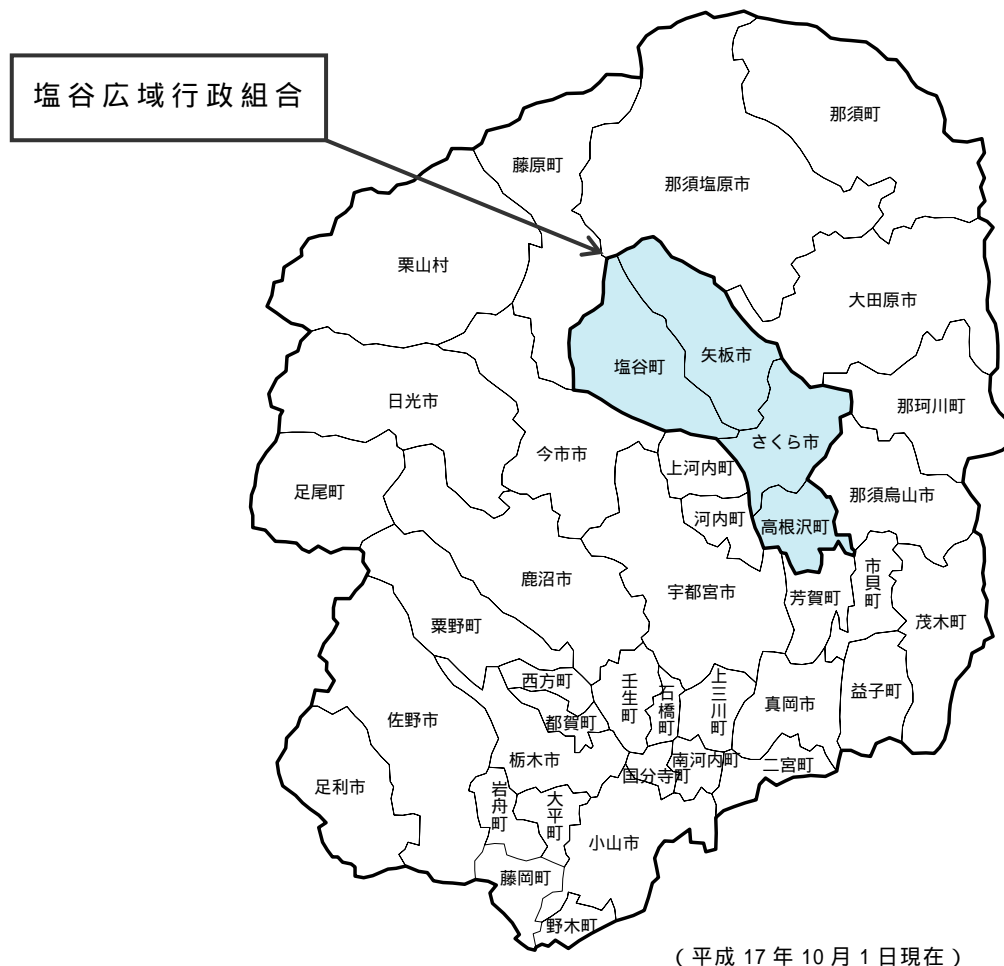 塩谷広域行政組合
那須町
藤原町
那須塩原市
栗山村
大田原市
矢板市
塩谷町
日光市
那珂川町
さくら市
今市市
上河内町
足尾町
那須烏山市
河内町
高根沢町
市貝町
鹿沼市
宇都宮市
芳賀町
茂木町
粟野町
西方町
壬生町
石橋町
上三川町
真岡市
益子町
佐野市
都賀町
栃木市
南河内町
国分寺町
二宮町
足利市
岩舟町
大平町
小山市
藤岡町
野木町
(平成17年10月1日現在)